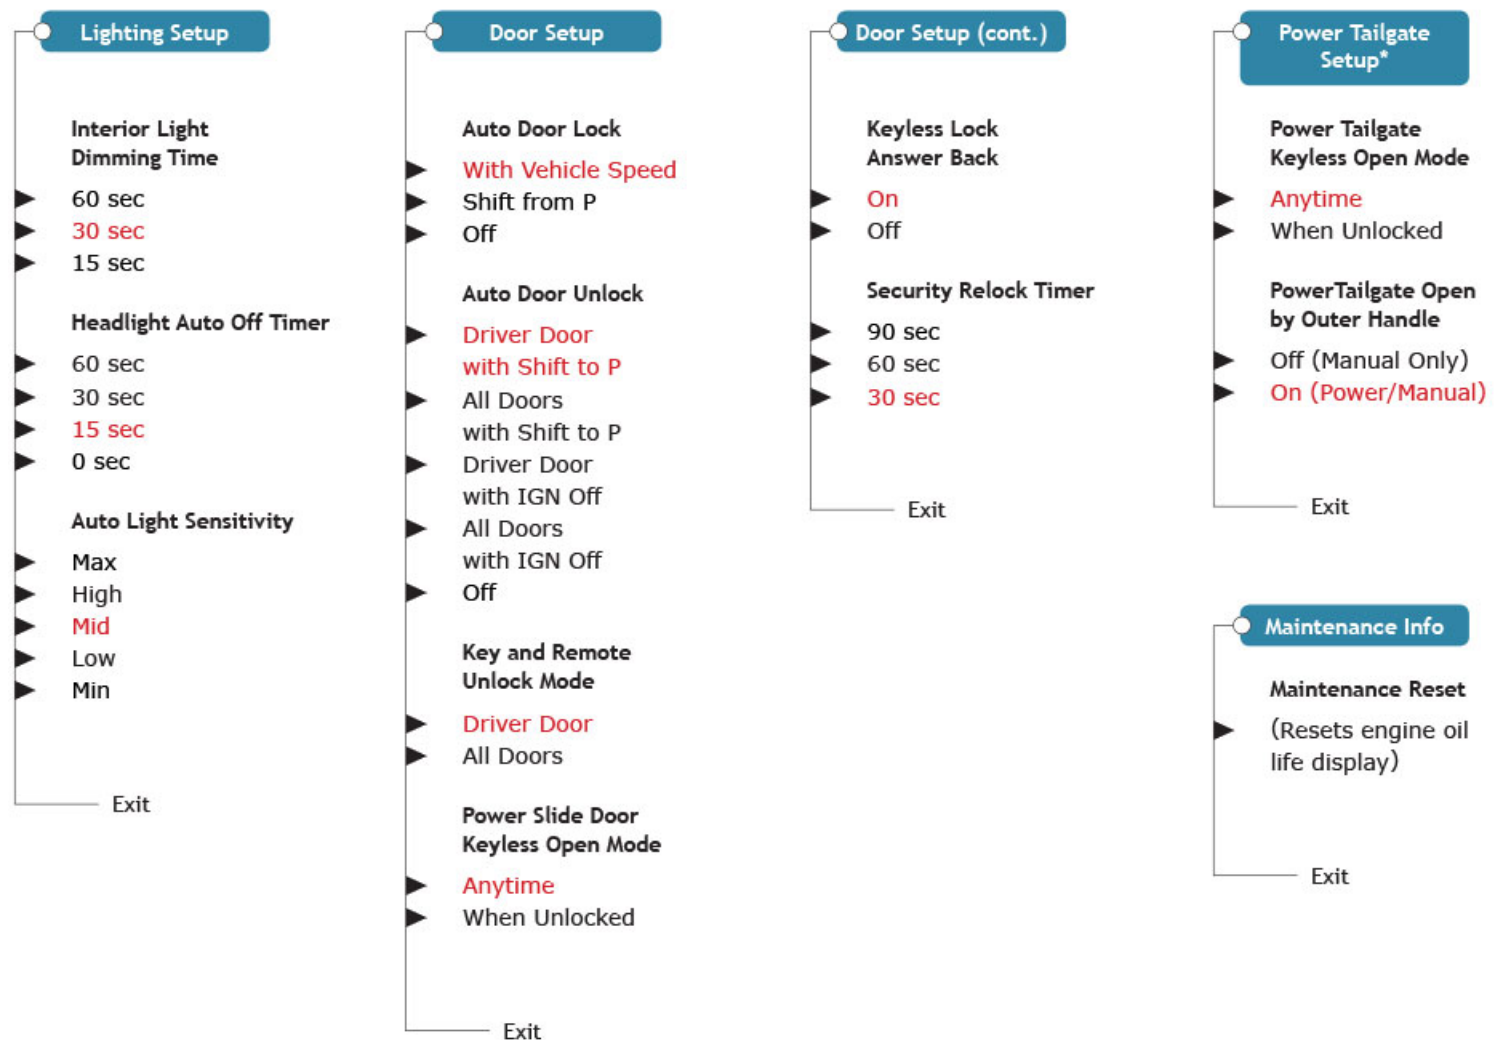 Lighting Setup
Interior Light
Dimming Time
60 sec
30 sec
15 sec
Headlight Auto Off Timer
60 sec
30 sec
15 sec
0 sec
Auto Light Sensitivity
Max
High
Mid
Low
Min
Exit
Door Setup
Auto Door Lock
With Vehicle Speed
Shift from P
Off
Auto Door Unlock
Driver Door
with Shift to P
All Doors
with Shift to P
Driver Door
with IGN Off
All Doors
with IGN Off
Off
Key and Remote
Unlock Mode
Driver Door
All Doors
Power Slide Door
Keyless Open Mode
Anytime
When Unlocked
Exit
Door Setup (cont.)
Keyless Lock
Answer Back
On
Off
Security Relock Timer
90 sec
60 sec
30 sec
Exit
Power Tailgate
Setup*
Power Tailgate
Keyless Open Mode
Anytime
When Unlocked
PowerTailgate Open
by Outer Handle
Off (Manual Only)
On (Power/Manual)
Exit
Maintenance Info
Maintenance Reset
(Resets engine oil
life display)
Exit